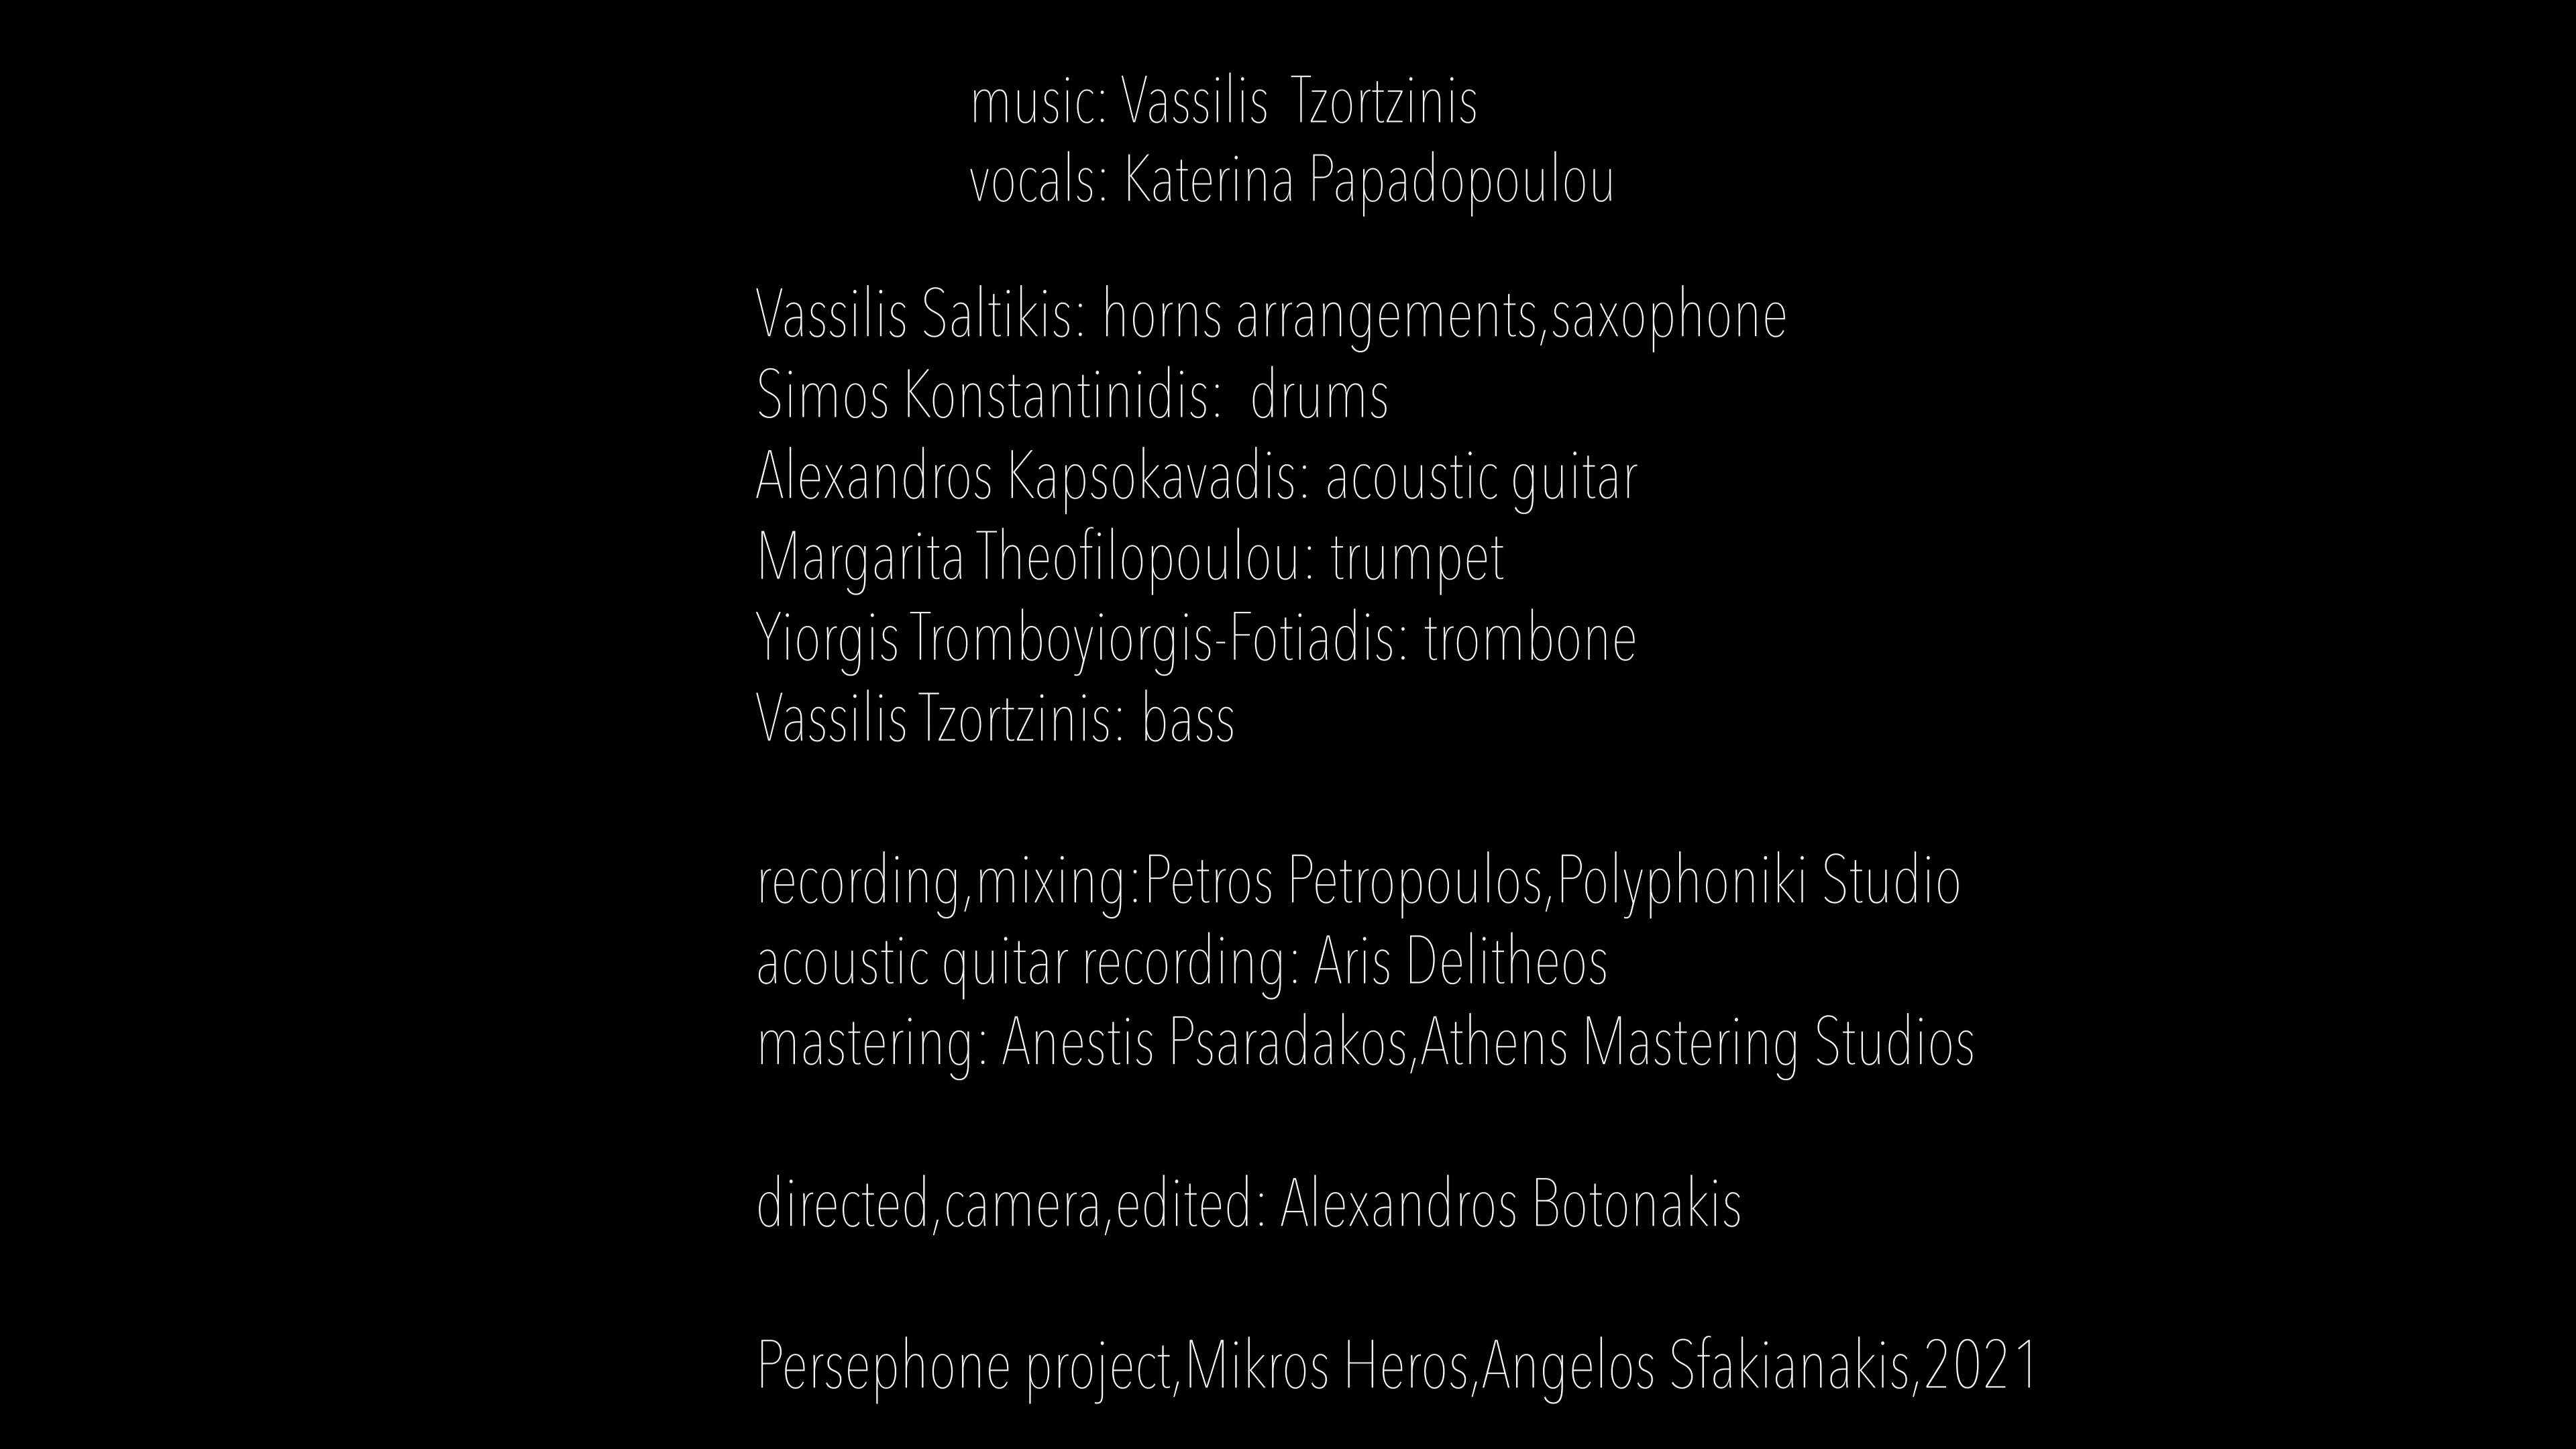 music: Vassilis  Tzortzinis
vocals: Katerina Papadopoulou
Vassilis Saltikis: horns arrangements,saxophone
Simos Konstantinidis:  drums
Alexandros Kapsokavadis: acoustic guitar
Margarita Theofilopoulou: trumpet
Yiorgis Tromboyiorgis-Fotiadis: trombone
Vassilis Tzortzinis: bass
recording,mixing:Petros Petropoulos,Polyphoniki Studio
acoustic quitar recording: Aris Delitheos
mastering: Anestis Psaradakos,Athens Mastering Studios
directed,camera,edited: Alexandros Botonakis
Persephone project,Mikros Heros,Angelos Sfakianakis,2021